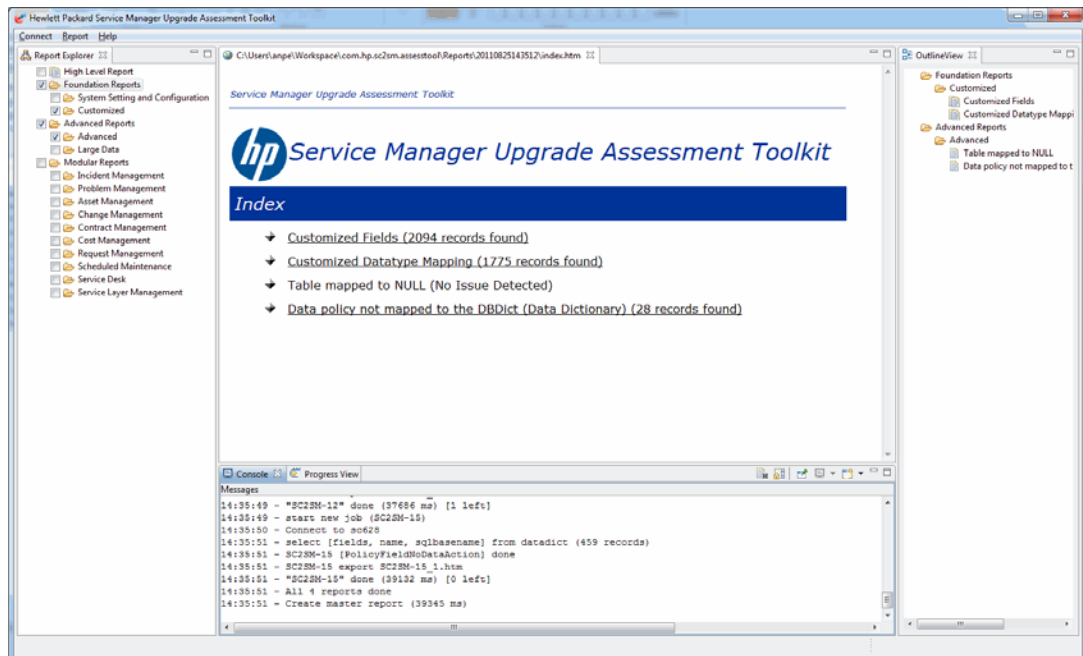 Hewlett Packard Service Manager Upgrade Assessment Toolkit
Connect Report Help
Report Explorer
High Level Report
Foundation Reports
System Setting and Configuration
Customized
Advanced Reports
Advanced
Large Data
Modular Reports
Incident Management
Problem Management
Asset Management
Change Management
Contract Management
Cost Management
Request Management
Scheduled Maintenance
Service Desk
Service Layer Management
C:\Users\anpe\Workspace\com.hp.sc2sm.assesstool\Reports\20110825143512\index.htm
Service Manager Upgrade Assessment Toolkit
hp Service Manager Upgrade Assessment Toolkit
Index
Customized Fields (2094 records found)
Customized Datatype Mapping (1775 records found)
Table mapped to NULL (No Issue Detected)
Data policy not mapped to the DBDict (Data Dictionary) (28 records found)
Console Progress View
Messages
14:35:49 - "SC2SM-12" done (37686 ms) [1 left]
14:35:49 - start new job (SC2SM-15)
14:35:50 - Connect to sc628
14:35:51 - select [fields, name, sqlbasename] from datadict (459 records)
14:35:51 - SC2SM-15 [PolicyFieldNoDataAction] done
14:35:51 - SC2SM-15 export SC2SM-15_1.htm
14:35:51 - "SC2SM-15" done (39132 ms) [0 left]
14:35:51 - All 4 reports done
14:35:51 - Create master report (39345 ms)
OutlineView
Foundation Reports
Customized
Customized Fields
Customized Datatype Mappi
Advanced Reports
Advanced
Table mapped to NULL
Data policy not mapped to t